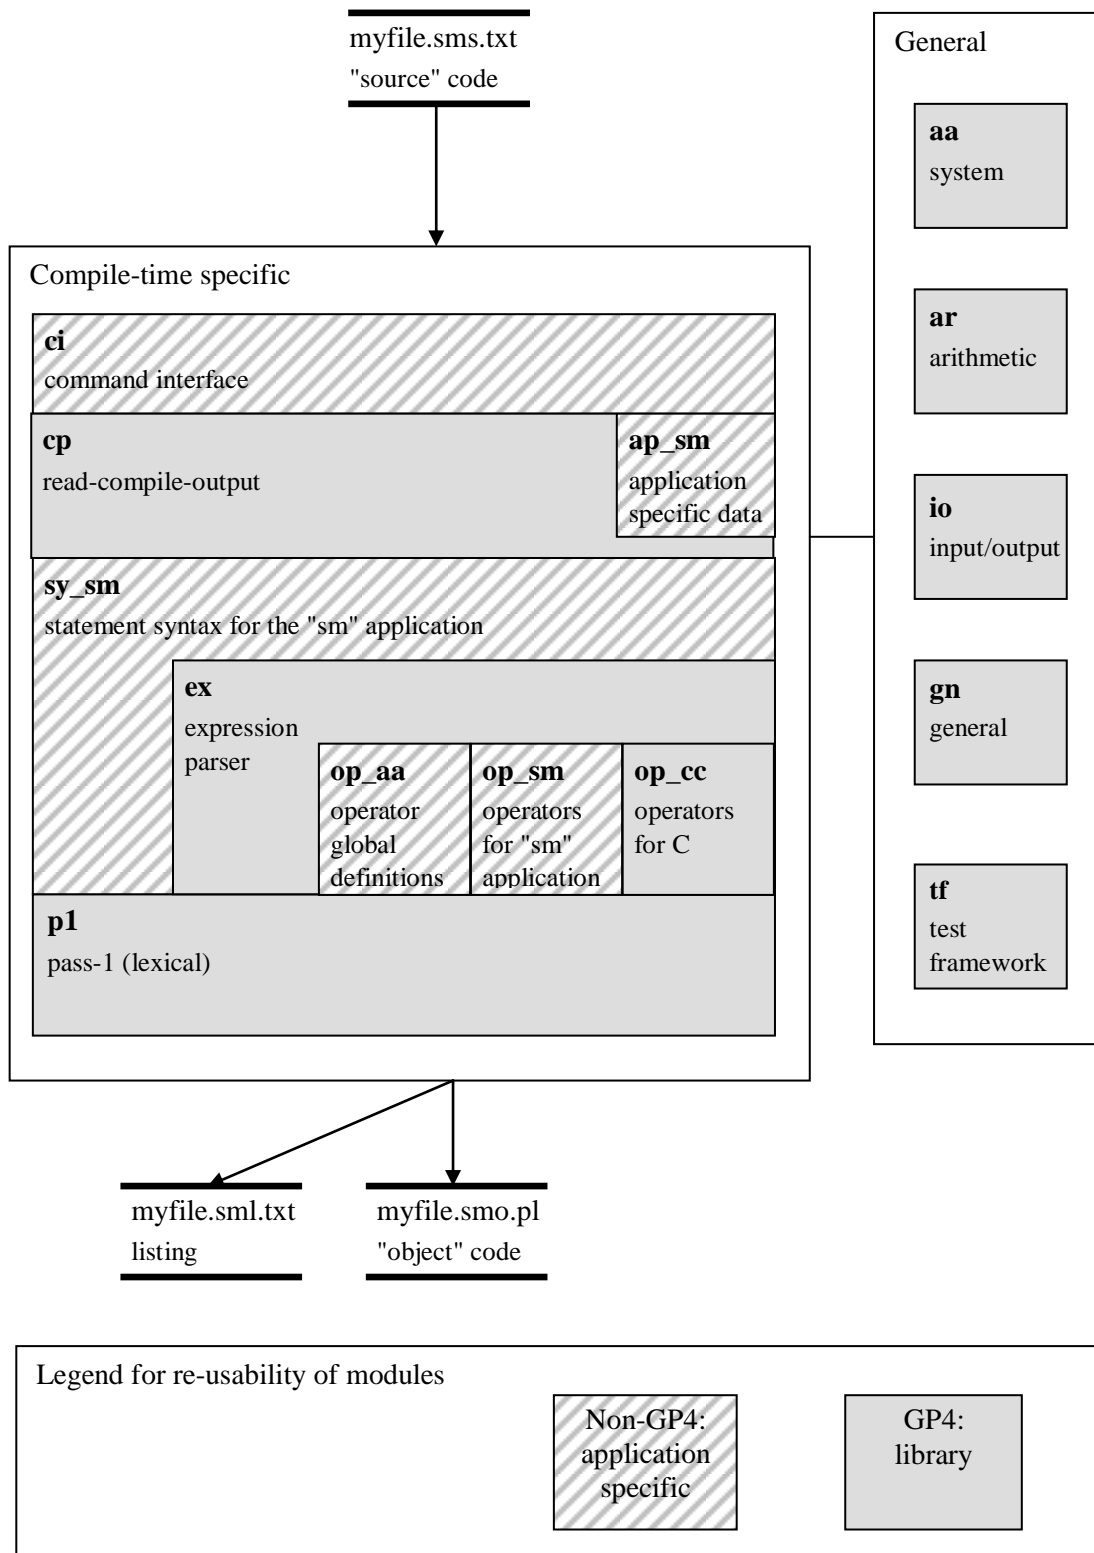 myfile.sms.txt
"source" code
General
aa
system
ar
arithmetic
io
input/output
gn
general
tf
test
framework
Compile-time specific
ci
command interface
cp
read-compile-output
ap_sm
application
specific data
sy_sm
statement syntax for the "sm" application
ex
expression
parser
op_aa
operator
global
definitions
op_sm
operators
for "sm"
application
op_cc
operators
for C
p1
pass-1 (lexical)
myfile.sml.txt
listing
myfile.smo.pl
"object" code
Legend for re-usability of modules
Non-GP4:
application
specific
GP4:
library